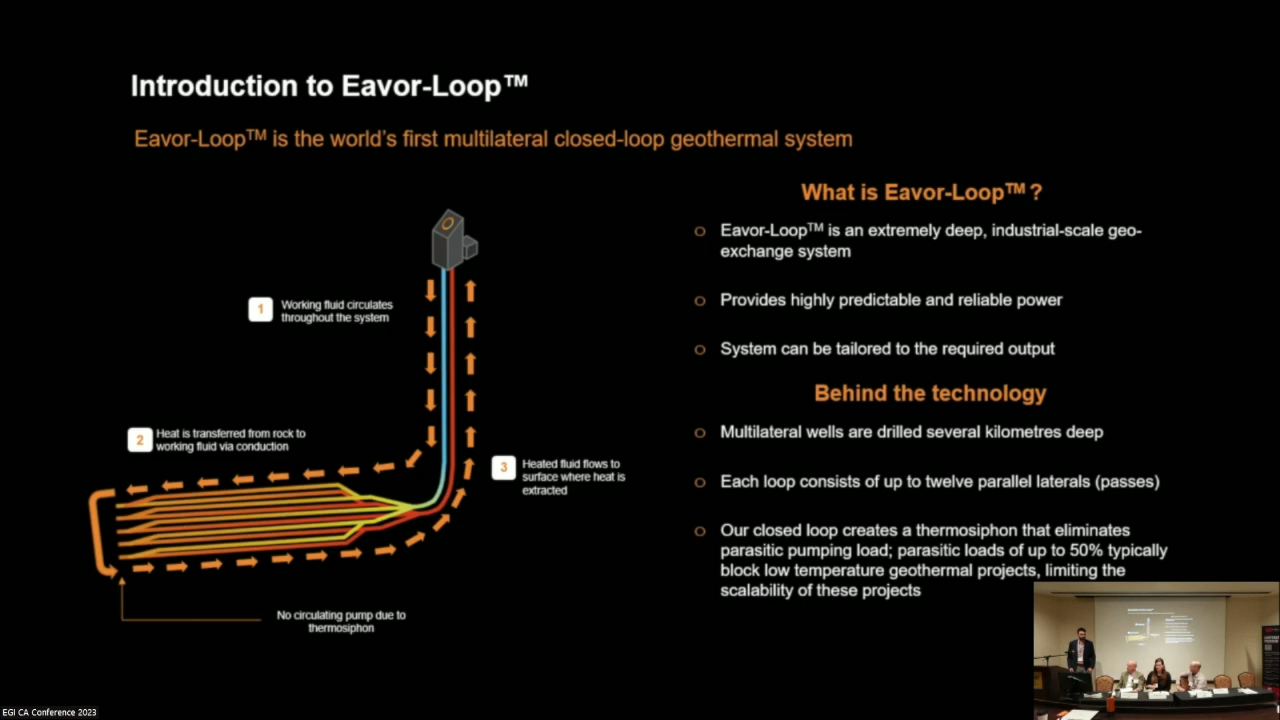 Introduction to Eavor-Loop™
Eavor-Loop™ is the world's first multilateral closed-loop geothermal system
1
Working fluid circulates
throughout the system
2
Heat is transferred from rock to
working fluid via conduction
3
Heated fluid flows to
surface where heat is
extracted
No circulating pump due to
thermosiphon
What is Eavor-Loop™ ?
Eavor-Loop™ is an extremely deep, industrial-scale geo-
exchange system
Provides highly predictable and reliable power
System can be tailored to the required output
Behind the technology
Multilateral wells are drilled several kilometres deep
Each loop consists of up to twelve parallel laterals (passes)
Our closed loop creates a thermosiphon that eliminates
parasitic pumping load; parasitic loads of up to 50% typically
block low temperature geothermal projects, limiting the
scalability of these projects
EGI CA Conference 2023